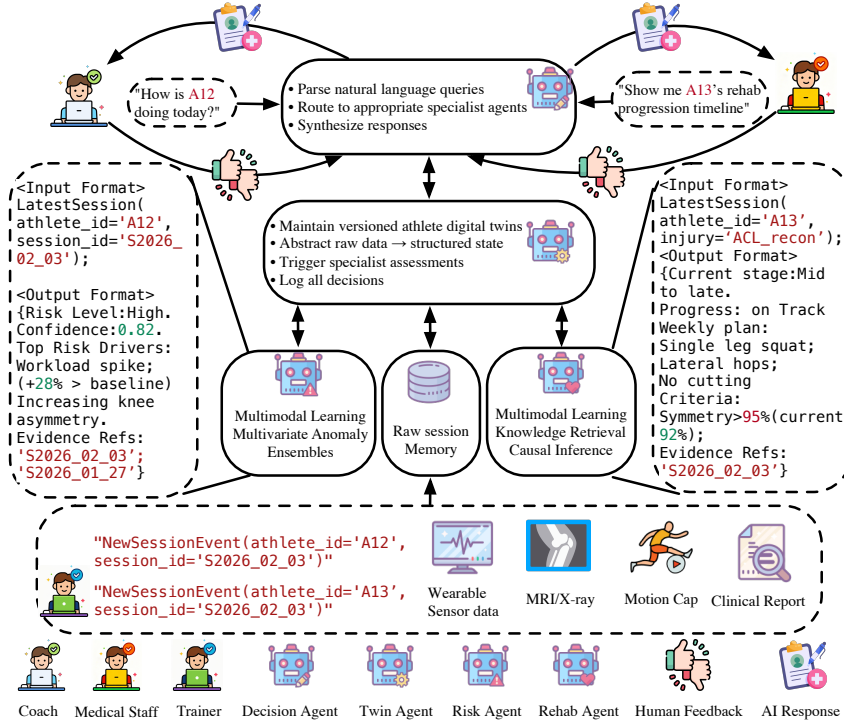 "How is A12
doing today?"
• Parse natural language queries
• Route to appropriate specialist agents
• Synthesize responses
"Show me A13's rehab
progression timeline"
<Input Format>
LatestSession(
athlete_id='A12',
session_id='S2026_
02_03');
<Output Format>
{Risk Level:High.
Confidence:0.82.
Top Risk Drivers:
Workload spike;
(+28% > baseline)
Increasing knee
asymmetry.
Evidence Refs:
'S2026_02_03’;
'S2026_01_27’}
• Maintain versioned athlete digital twins
• Abstract raw data → structured state
• Trigger specialist assessments
• Log all decisions
<Input Format>
LatestSession(
athlete_id='A13’,
injury=‘ACL_recon’);
<Output Format>
{Current stage:Mid
to late.
Progress: on Track
Weekly plan:
Single leg squat;
Lateral hops;
No cutting
Criteria:
Symmetry>95%(current
92%);
Evidence Refs:
'S2026_02_03’}
Multimodal Learning
Multivariate Anomaly
Ensembles
Raw session
Memory
Multimodal Learning
Knowledge Retrieval
Causal Inference
"NewSessionEvent(athlete_id='A12',
session_id='S2026_02_03')"
"NewSessionEvent(athlete_id='A13’,
session_id='S2026_02_03')"
Wearable
Sensor data
MRI/X-ray
Motion Cap
Clinical Report
Coach
Medical Staff
Trainer
Decision Agent
Twin Agent
Risk Agent
Rehab Agent
Human Feedback
AI Response